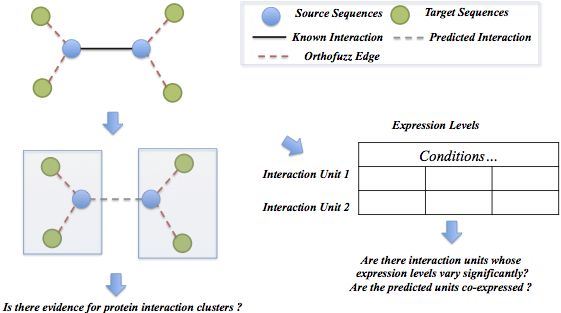 Source Sequences
Target Sequences
Known Interaction
Predicted Interaction
Orthofuzz Edge
Expression Levels
Conditions...
Interaction Unit 1
Interaction Unit 2
Are there interaction units whose
expression levels vary significantly?
Are the predicted units co-expressed ?
Is there evidence for protein interaction clusters ?